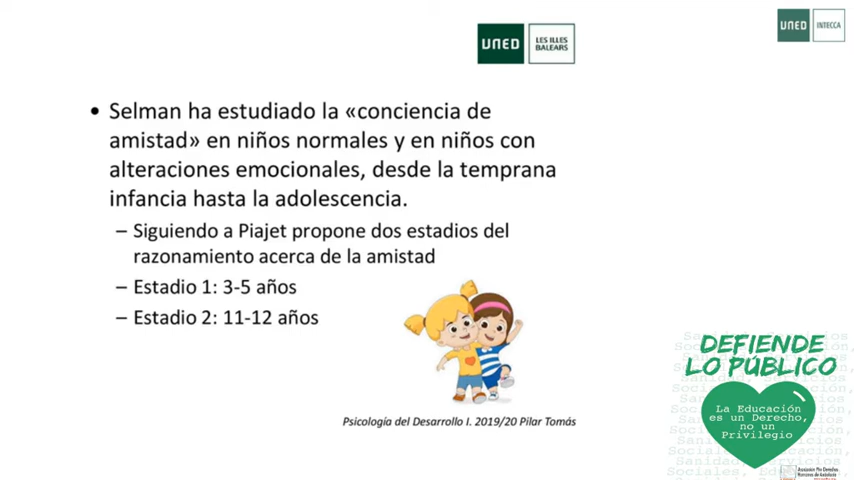 UNED
LES ILLES
BALEARS
UNED
INTECCA
• Selman ha estudiado la «conciencia de
amistad» en niños normales y en niños con
alteraciones emocionales, desde la temprana
infancia hasta la adolescencia.
– Siguiendo a Piajet propone dos estadios del
razonamiento acerca de la amistad
– Estadio 1: 3-5 años
– Estadio 2: 11-12 años
Psicología del Desarrollo I. 2019/20 Pilar Tomás
DEFIENDE
LO PÚBLICO
La Educación
es un Derecho,
no un
Privilegio